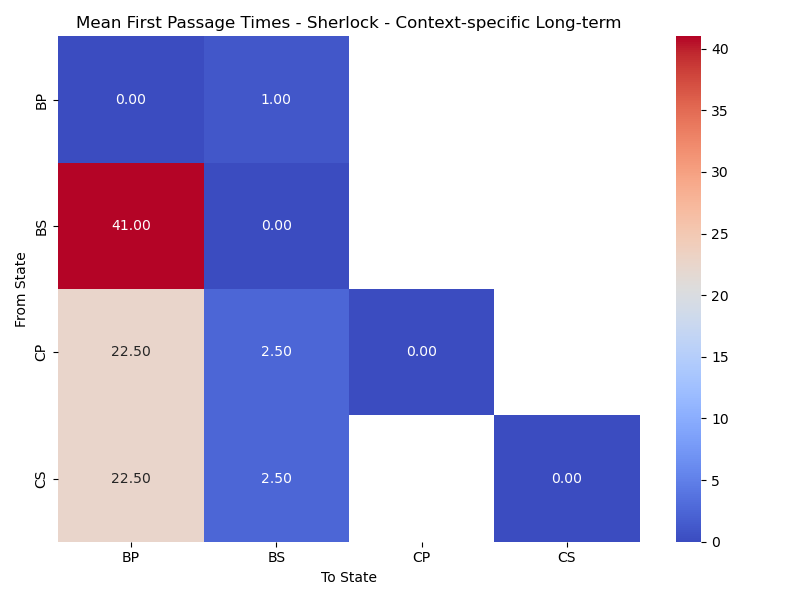 Mean First Passage Times - Sherlock - Context-specific Long-term
From State
BP 0.00 1.00
BS 41.00 0.00
CP 22.50 2.50 0.00
CS 22.50 2.50 0.00
BP BS CP CS
To State
40
35
30
25
20
15
10
5
0